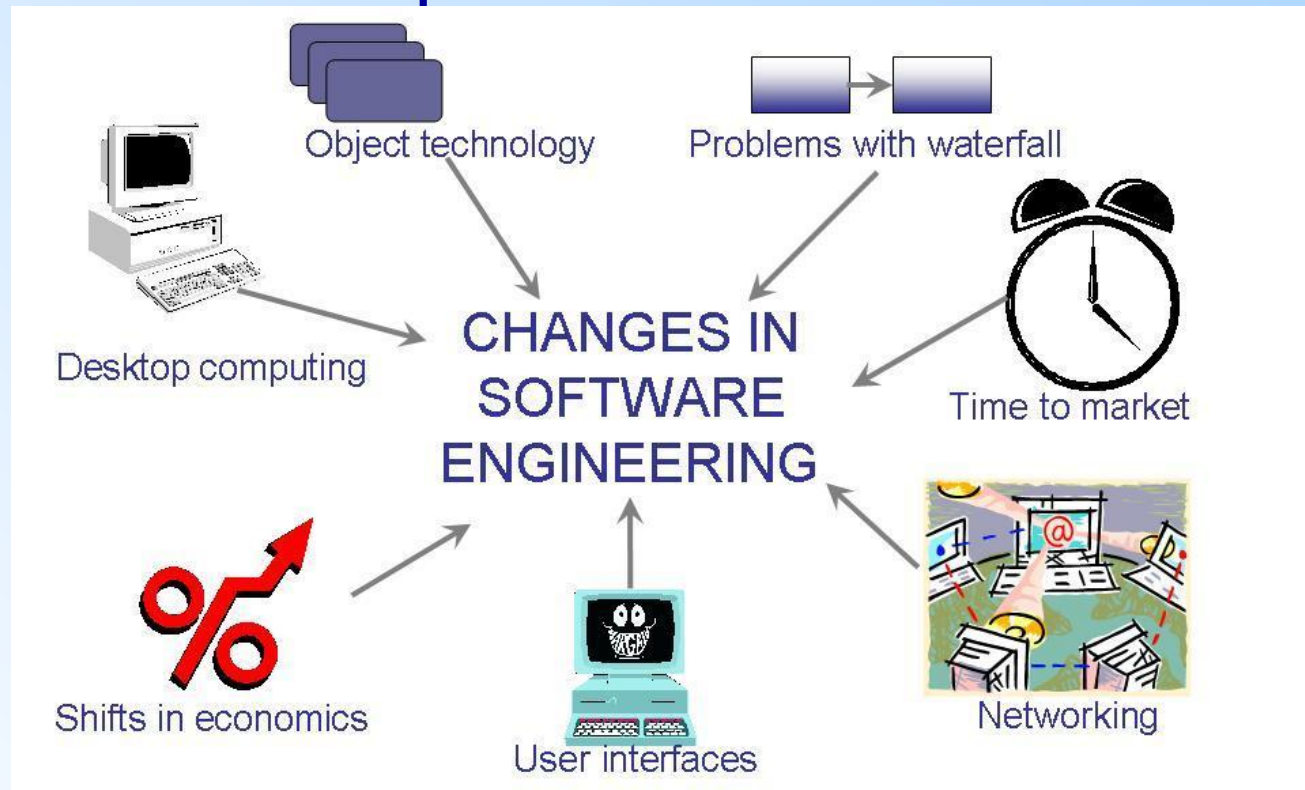 Object technology
Problems with waterfall
Desktop computing
CHANGES IN
SOFTWARE
ENGINEERING
Time to market
Shifts in economics
User interfaces
Networking
@